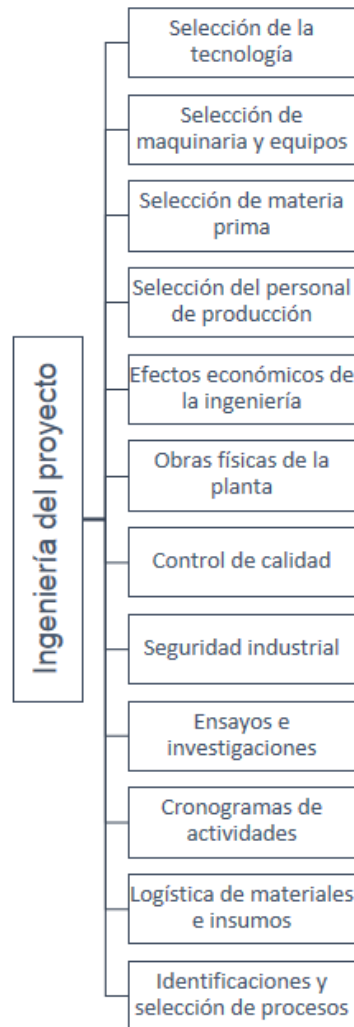 Ingeniería del proyecto
Selección de la
tecnología
Selección de
maquinaria y equipos
Selección de materia
prima
Selección del personal
de producción
Efectos económicos de
la ingeniería
Obras físicas de la
planta
Control de calidad
Seguridad industrial
Ensayos e
investigaciones
Cronogramas de
actividades
Logística de materiales
e insumos
Identificaciones y
selección de procesos